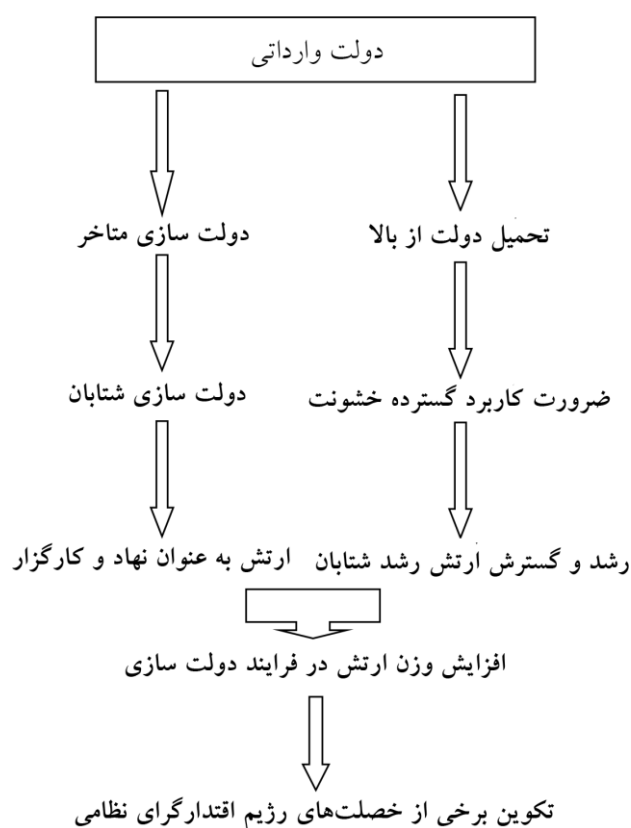 دولت وارداتی
تحمیل دولت از بالا
دولت سازی متاخر
ضرورت کاربرد گسترده خشونت
دولت سازی شتابان
رشد و گسترش ارتش رشد شتابان
ارتش به عنوان نهاد و کارگزار
افزایش وزن ارتش در فرایند دولت سازی
تکوین برخی از خصلت‌های رژیم اقتدارگرای نظامی